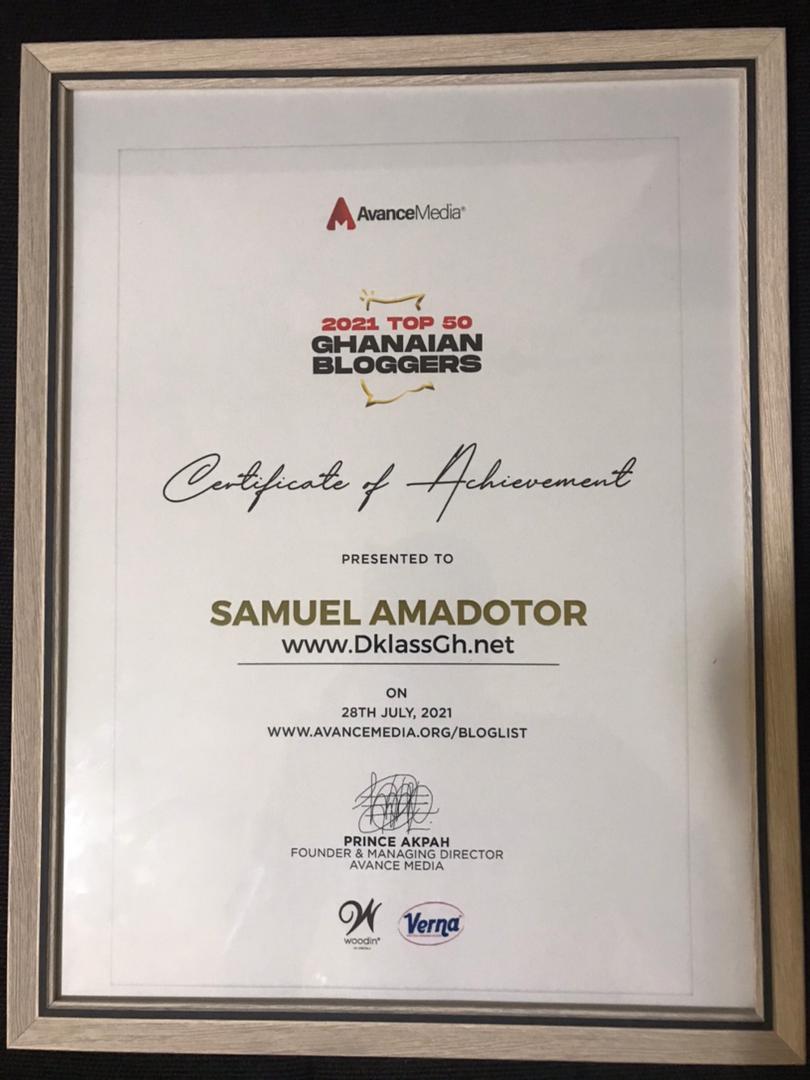 AvanceMedia®
2021 TOP 50
GHANAIAN
BLOGGERS
Certificate of Achievement
PRESENTED TO
SAMUEL AMADOTOR
www.DklassGh.net
ON
28TH JULY, 2021
WWW.AVANCEMEDIA.ORG/BLOGLIST
PRINCE AKPAH
FOUNDER & MANAGING DIRECTOR
AVANCE MEDIA
W
woodin®
Verna